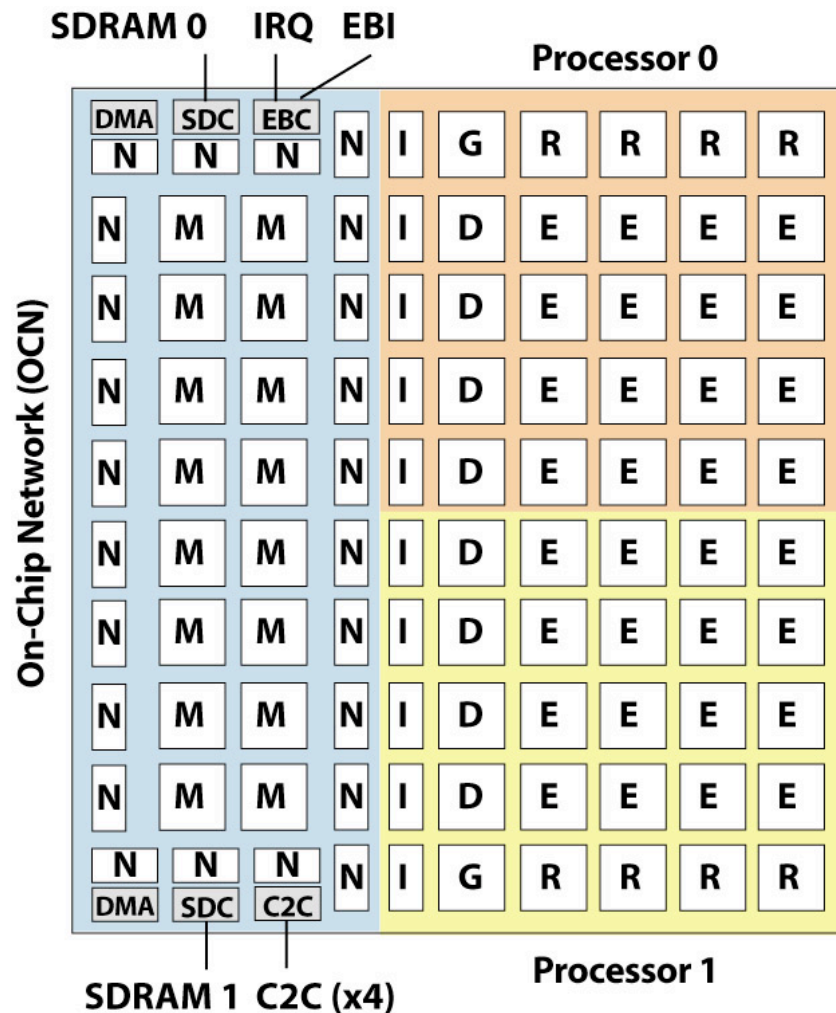 SDRAM 0 IRQ EBI
Processor 0
DMA SDC EBC
N N N N I G R R R R
N M M N I D E E E E
N M M N I D E E E E
N M M N I D E E E E
N M M N I D E E E E
On-Chip Network (OCN)
N M M N I D E E E E
N M M N I D E E E E
N M M N I D E E E E
N M M N I D E E E E
N N N N I G R R R R
DMA SDC C2C
Processor 1
SDRAM 1 C2C (x4)